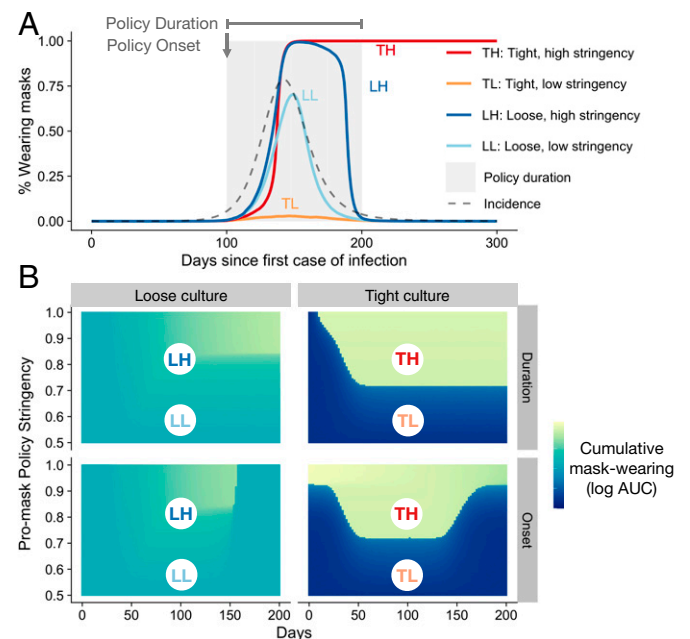 A
Policy Duration
Policy Onset
1.00
0.75
0.50
0.25
0.00
% Wearing masks
TH
LH
LL
TL
TH: Tight, high stringency
TL: Tight, low stringency
LH: Loose, high stringency
LL: Loose, low stringency
Policy duration
Incidence
0 100 200 300
Days since first case of infection
B
Loose culture Tight culture
Pro-mask Policy Stringency
1.0
0.9
0.8
0.7
0.6
0.5
LH TH
LL TL
Duration
1.0
0.9
0.8
0.7
0.6
0.5
LH TH
LL TL
Onset
0 50 100 150 200 0 50 100 150 200
Days
Cumulative
mask-wearing
(log AUC)